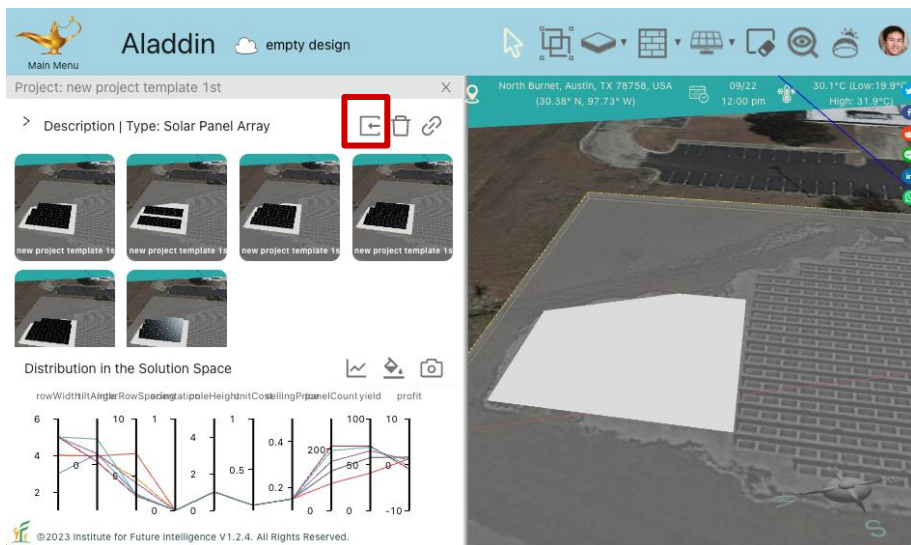 Aladdin
empty design
Main Menu
Project: new project template 1st
X
Description | Type: Solar Panel Array
new project template 1s
new project template 1s
new project template 1s
new project template 1s
Distribution in the Solution Space
rowWidth tiltAngle interRowSpacing orientation poleHeight unitCost sellingPrice panelCount yield profit
6 10 1 1 100 10
4 4 0.4 200
0 5 0.5 50 0
2 2 0.2
0 0 0 0 -10
©2023 Institute for Future Intelligence V1.2.4. All Rights Reserved.
North Burnet, Austin, TX 78758, USA
(30.38° N, 97.73° W)
09/22
12:00 pm
30.1°C (Low:19.9°C
High: 31.9°C)
S